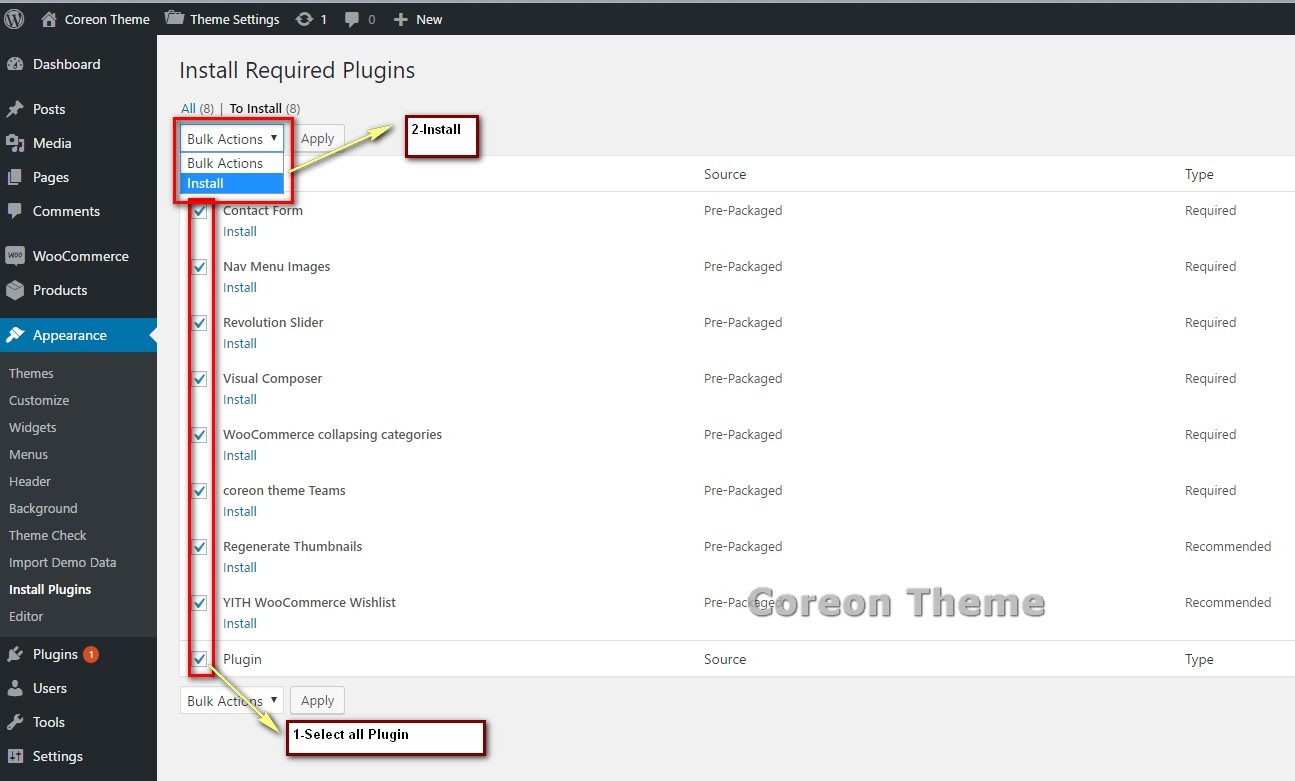 Coreon Theme Theme Settings 1 0 New
Dashboard
Posts
Media
Pages
Comments
WooCommerce
Products
Appearance
Themes
Customize
Widgets
Menus
Header
Background
Theme Check
Import Demo Data
Install Plugins
Editor
Plugins 1
Users
Tools
Settings
Install Required Plugins
All (8) | To Install (8)
Bulk Actions Apply
Bulk Actions
Install
2-Install
Source Type
Contact Form Pre-Packaged Required
Install
Nav Menu Images Pre-Packaged Required
Install
Revolution Slider Pre-Packaged Required
Install
Visual Composer Pre-Packaged Required
Install
WooCommerce collapsing categories Pre-Packaged Required
Install
coreon theme Teams Pre-Packaged Required
Install
Regenerate Thumbnails Pre-Packaged Recommended
Install
YITH WooCommerce Wishlist Pre-Packaged Recommended
Coreon Theme
Install
Plugin Source Type
Bulk Actions Apply
1-Select all Plugin